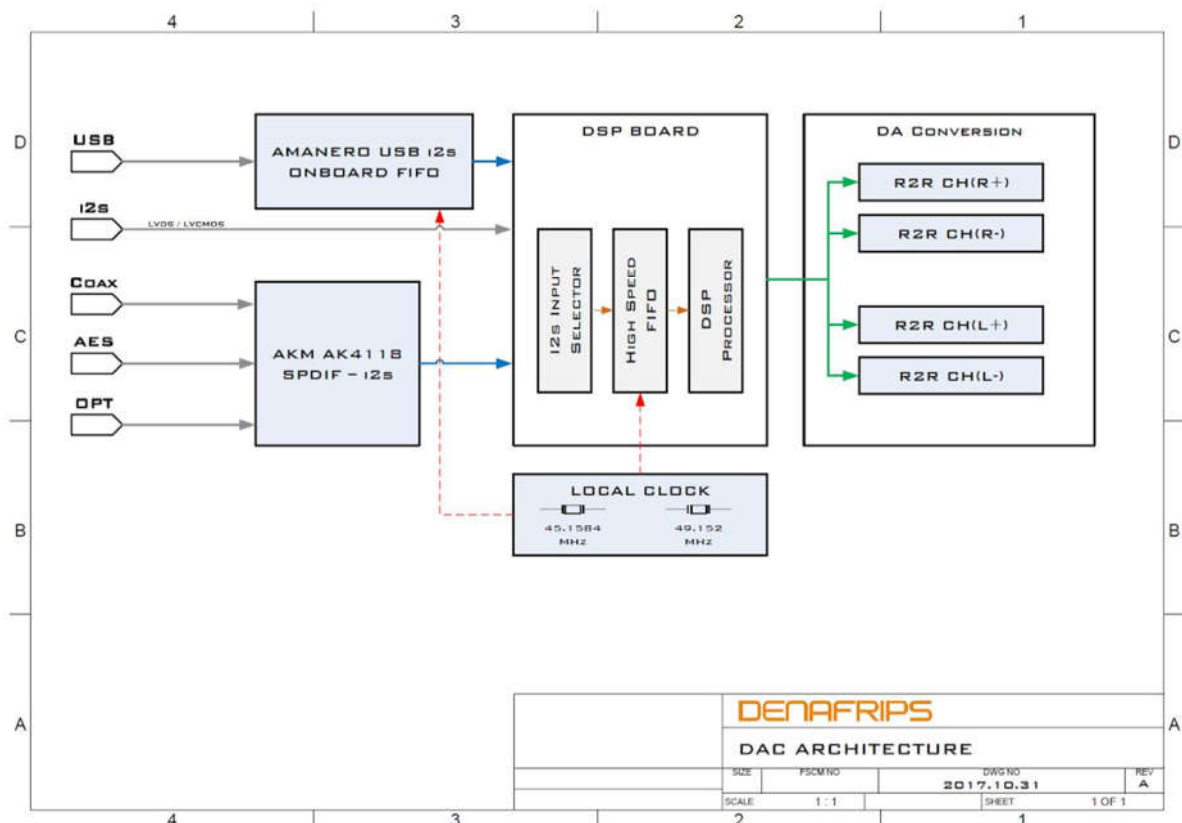 4 3 2 1
D D
C C
B B
A A
USB
I2S
LVDS / LVCMOS
COAX
AES
OPT
AMANERO USB I2S
ONBOARD FIFO
AKM AK4118
SPDIF – I2S
DSP BOARD
I2S INPUT
SELECTOR
HIGH SPEED
FIFO
DSP
PROCESSOR
DA CONVERSION
R2R CH(R+)
R2R CH(R-)
R2R CH(L+)
R2R CH(L-)
LOCAL CLOCK
45.1584
MHZ
49.152
MHZ
DENAFRIPS
DAC ARCHITECTURE
SIZE FSCM NO DWG NO REV
2017.10.31 A
SCALE 1 : 1 SHEET 1 OF 1
4 3 2 1